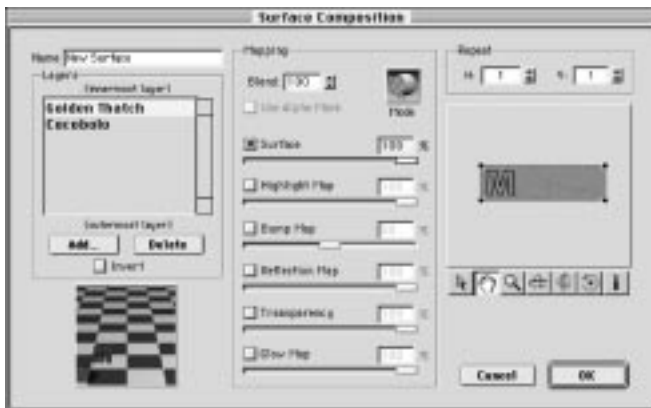 Surface Composition
Name: New Surface
Layers
(innermost layer)
Golden Thatch
Cocobolo
(outermost layer)
Add...
Delete
Invert
Mapping
Blend: 100
Use Alpha Mask
Mode
Surface 100 %
Highlight Map 100 %
Bump Map %
Reflection Map %
Transparency %
Glow Map %
Repeat
H: 1 V: 1
M
Cancel
OK